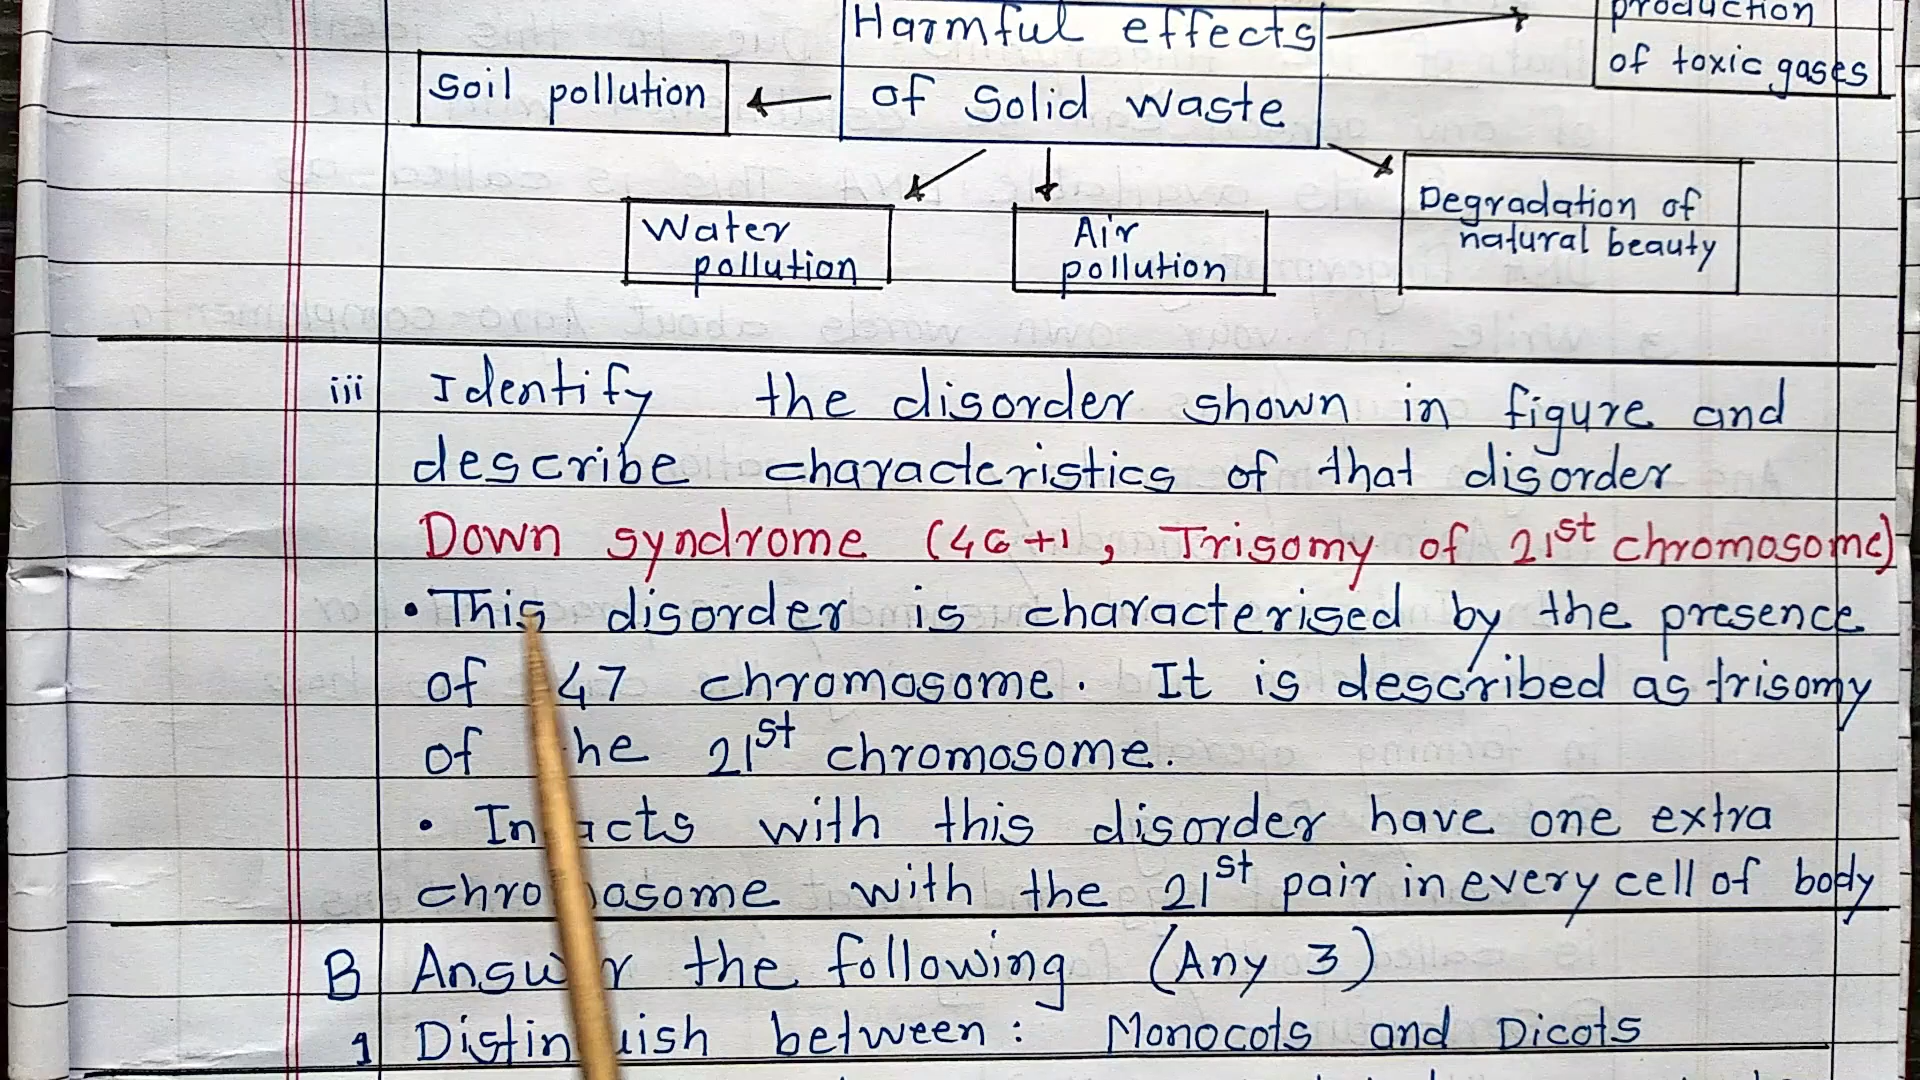 Harmful effects
of solid waste
production
of toxic gases
soil pollution
Water
pollution
Air
pollution
Degradation of
natural beauty
iii Identify the disorder shown in figure and
describe characteristics of that disorder
Down syndrome (46+1, Trisomy of 21st chromosome)
• This disorder is characterised by the presence
of 47 chromosome. It is described as trisomy
of he 21st chromosome.
• In acts with this disorder have one extra
chro osome with the 21st pair in every cell of body
B Answ r the following (Any 3)
1 Distin uish between: Monocots and Dicots